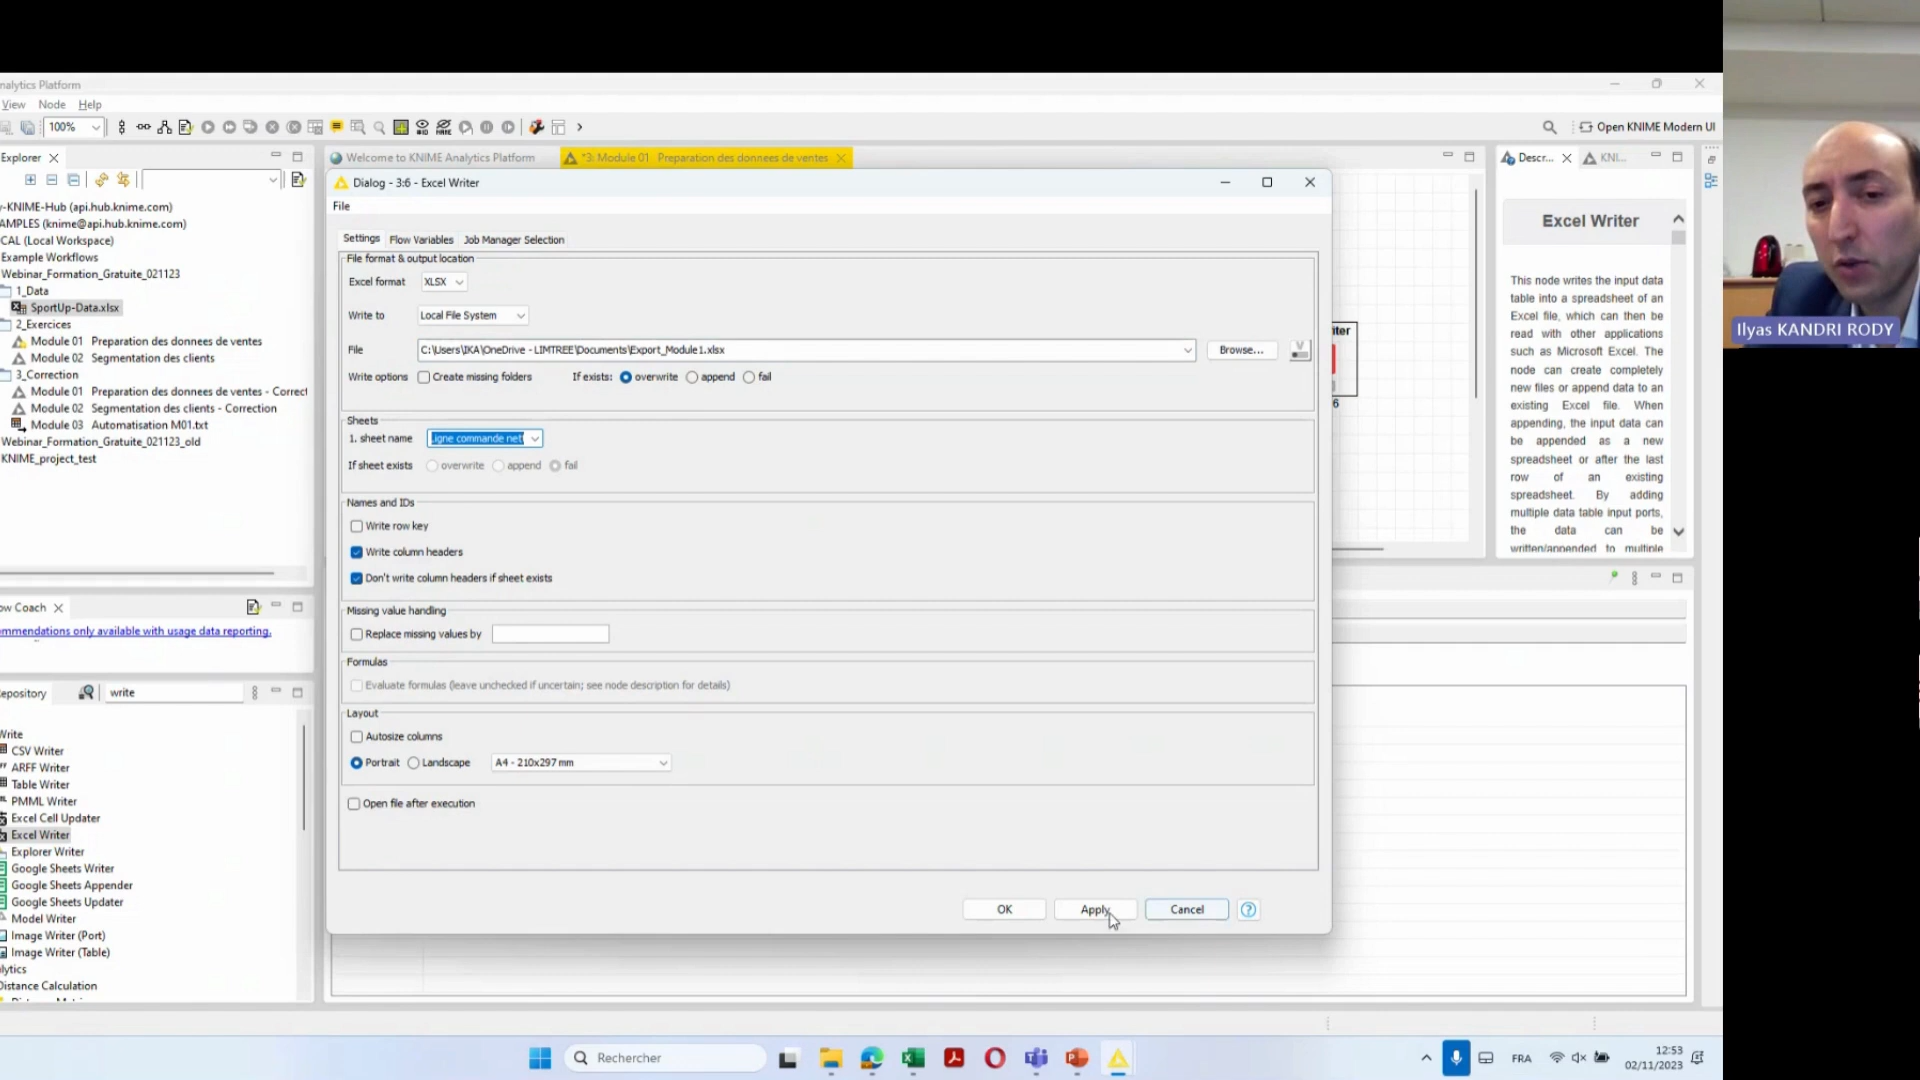 nalytics Platform
View Node Help
100%
Open KNIME Modern UI
Explorer
Welcome to KNIME Analytics Platform
*3: Module 01 Preparation des donnees de ventes
Descr...
KNI...
Dialog - 3:6 - Excel Writer
File
y-KNIME-Hub (api.hub.knime.com)
AMPLES (knime@api.hub.knime.com)
CAL (Local Workspace)
Example Workflows
Webinar_Formation_Gratuite_021123
1_Data
SportUp-Data.xlsx
2_Exercices
Module 01 Preparation des donnees de ventes
Module 02 Segmentation des clients
3_Correction
Module 01 Preparation des donnees de ventes - Correct
Module 02 Segmentation des clients - Correction
Module 03 Automatisation M01.txt
Webinar_Formation_Gratuite_021123_old
KNIME_project_test
Settings Flow Variables Job Manager Selection
File format & output location
Excel format XLSX
Write to Local File System
File C:\Users\IKA\OneDrive - LIMTREE\Documents\Export_Module1.xlsx Browse...
Write options Create missing folders If exists: overwrite append fail
Sheets
1. sheet name Ligne commande net
If sheet exists overwrite append fail
Names and IDs
Write row key
Write column headers
Don't write column headers if sheet exists
Missing value handling
Replace missing values by
Formulas
Evaluate formulas (leave unchecked if uncertain; see node description for details)
Layout
Autosize columns
Portrait Landscape A4 - 210x297 mm
Open file after execution
OK Apply Cancel
iter
6
Excel Writer
This node writes the input data
table into a spreadsheet of an
Excel file, which can then be
read with other applications
such as Microsoft Excel. The
node can create completely
new files or append data to an
existing Excel file. When
appending, the input data can
be appended as a new
spreadsheet or after the last
row of an existing
spreadsheet. By adding
multiple data table input ports,
the data can be
written/appended to multiple
Ilyas KANDRI RODY
ow Coach
mmendations only available with usage data reporting.
epository write
Write
CSV Writer
ARFF Writer
Table Writer
PMML Writer
Excel Cell Updater
Excel Writer
Explorer Writer
Google Sheets Writer
Google Sheets Appender
Google Sheets Updater
Model Writer
Image Writer (Port)
Image Writer (Table)
lytics
Distance Calculation
Rechercher
FRA
12:53
02/11/2023